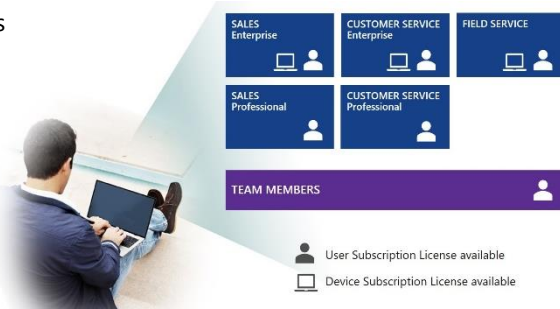 s
SALES
Enterprise
CUSTOMER SERVICE
Enterprise
FIELD SERVICE
SALES
Professional
CUSTOMER SERVICE
Professional
TEAM MEMBERS
User Subscription License available
Device Subscription License available